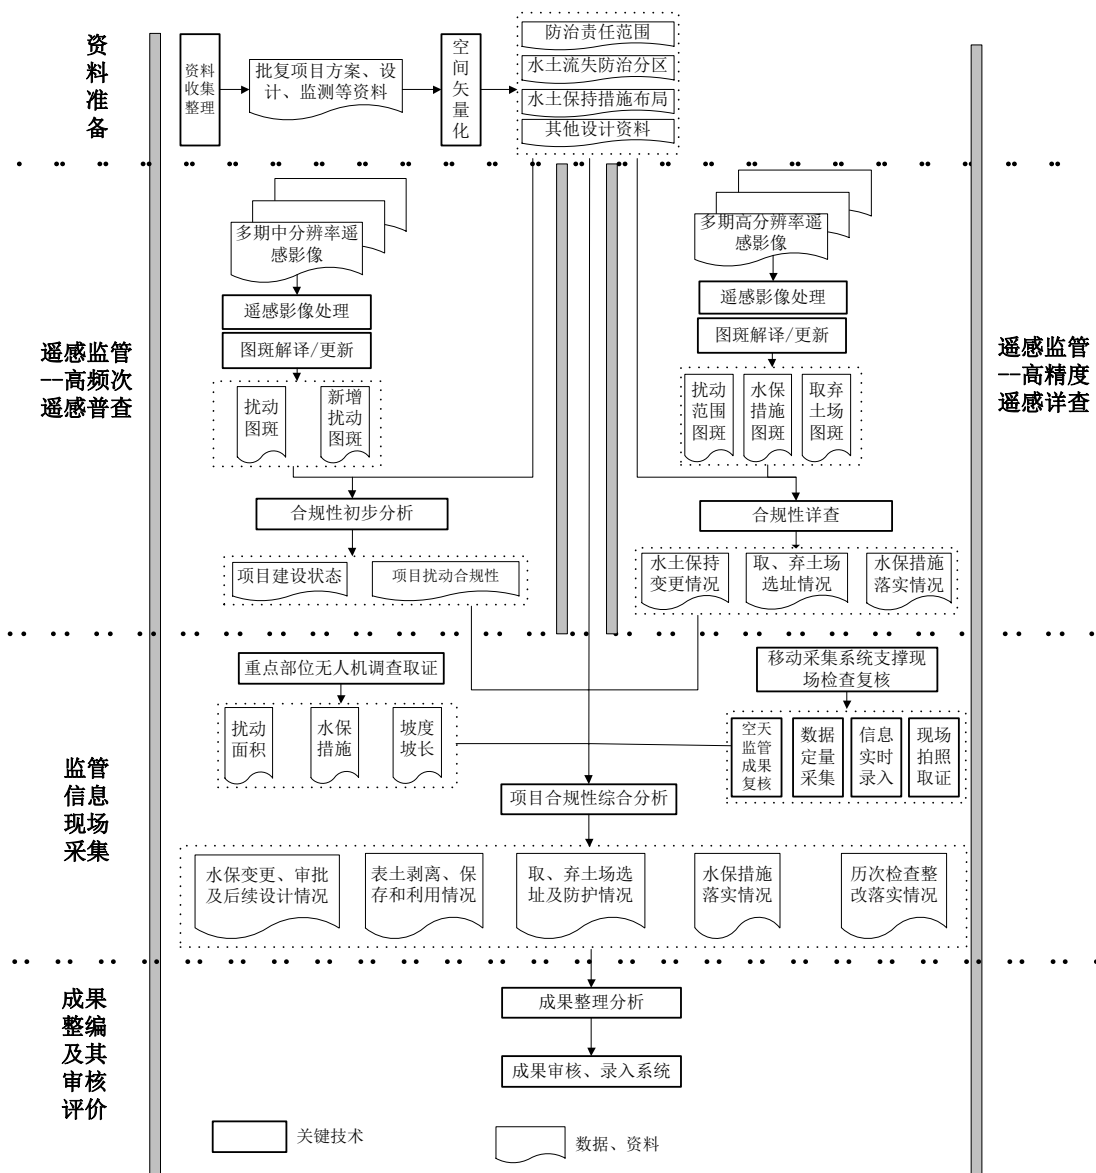 资
料
准
备
资料
收集
整理
批复项目方案、设
计、监测等资料
空
间
矢
量
化
防治责任范围
水土流失防治分区
水土保持措施布局
其他设计资料
遥感监管
--高频次
遥感普查
多期中分辨率遥
感影像
遥感影像处理
图斑解译/更新
扰动
图斑
新增
扰动
图斑
合规性初步分析
项目建设状态
项目扰动合规性
多期高分辨率遥
感影像
遥感影像处理
图斑解译/更新
扰动
范围
图斑
水保
措施
图斑
取弃
土场
图斑
合规性详查
水土保持
变更情况
取、弃土场
选址情况
水保措施
落实情况
遥感监管
--高精度
遥感详查
监管
信息
现场
采集
重点部位无人机调查取证
扰动
面积
水保
措施
坡度
坡长
移动采集系统支撑现
场检查复核
空天
监管
成果
复核
数据
定量
采集
信息
实时
录入
现场
拍照
取证
项目合规性综合分析
水保变更、审批
及后续设计情况
表土剥离、保
存和利用情况
取、弃土场选
址及防护情况
水保措施
落实情况
历次检查整
改落实情况
成果
整编
及其
审核
评价
成果整理分析
成果审核、录入系统
关键技术
数据、资料